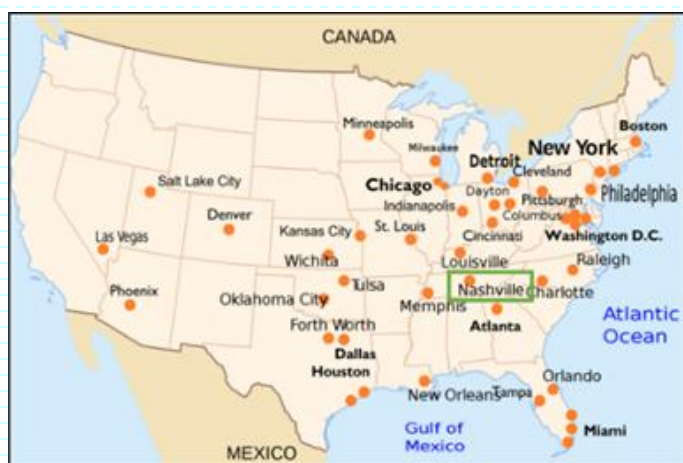 CANADA
Minneapolis
Boston
Milwaukee
New York
Detroit
Cleveland
Chicago
Salt Lake City
Dayton
Pittsburgh
Philadelphia
Indianapolis
Columbus
Denver
Kansas City
St. Louis
Las Vegas
Cincinnati
Washington D.C.
Wichita
Louisville
Raleigh
Phoenix
Tulsa
Nashville
Charlotte
Oklahoma City
Memphis
Atlantic
Ocean
Forth Worth
Atlanta
Dallas
Houston
Orlando
New Orleans
Tampa
Gulf of
Mexico
Miami
MEXICO